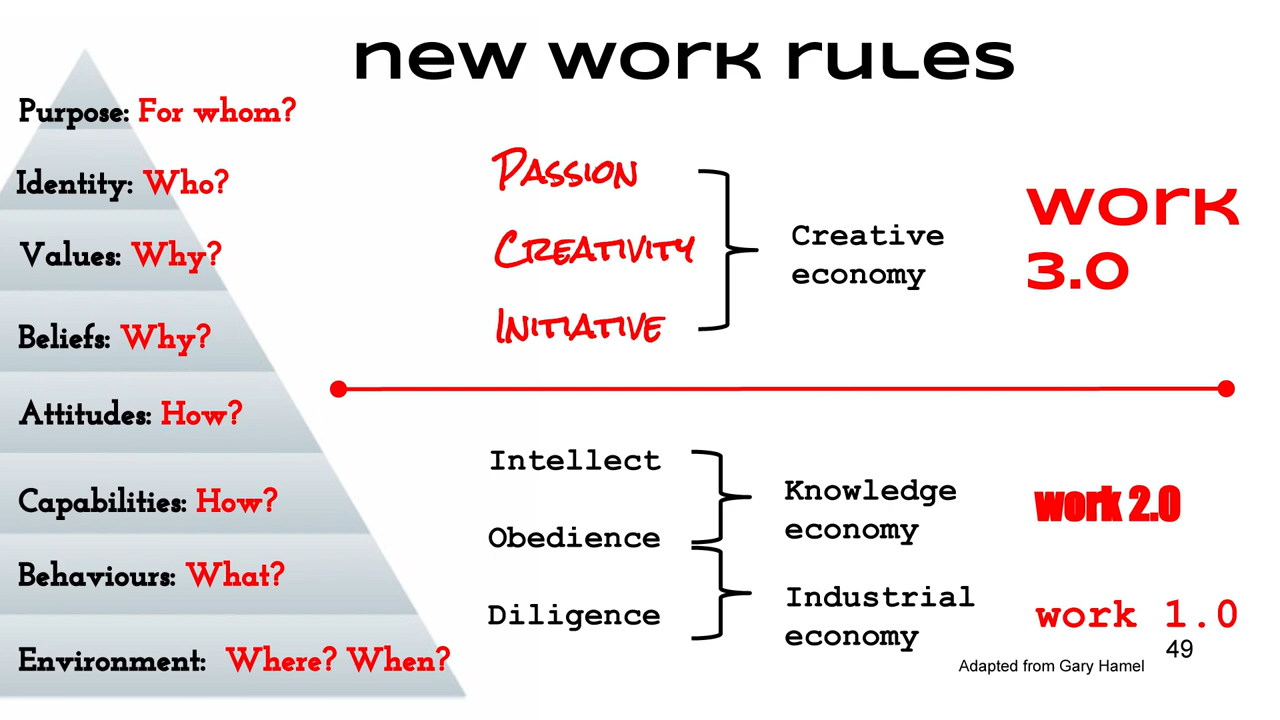 new work rules
Purpose: For whom?
Identity: Who?
Values: Why?
Beliefs: Why?
Attitudes: How?
Capabilities: How?
Behaviours: What?
Environment: Where? When?
Passion
Creativity
Initiative
Creative
economy
work
3.0
Intellect
Obedience
Diligence
Knowledge
economy
work 2.0
Industrial
economy
work 1.0
49
Adapted from Gary Hamel